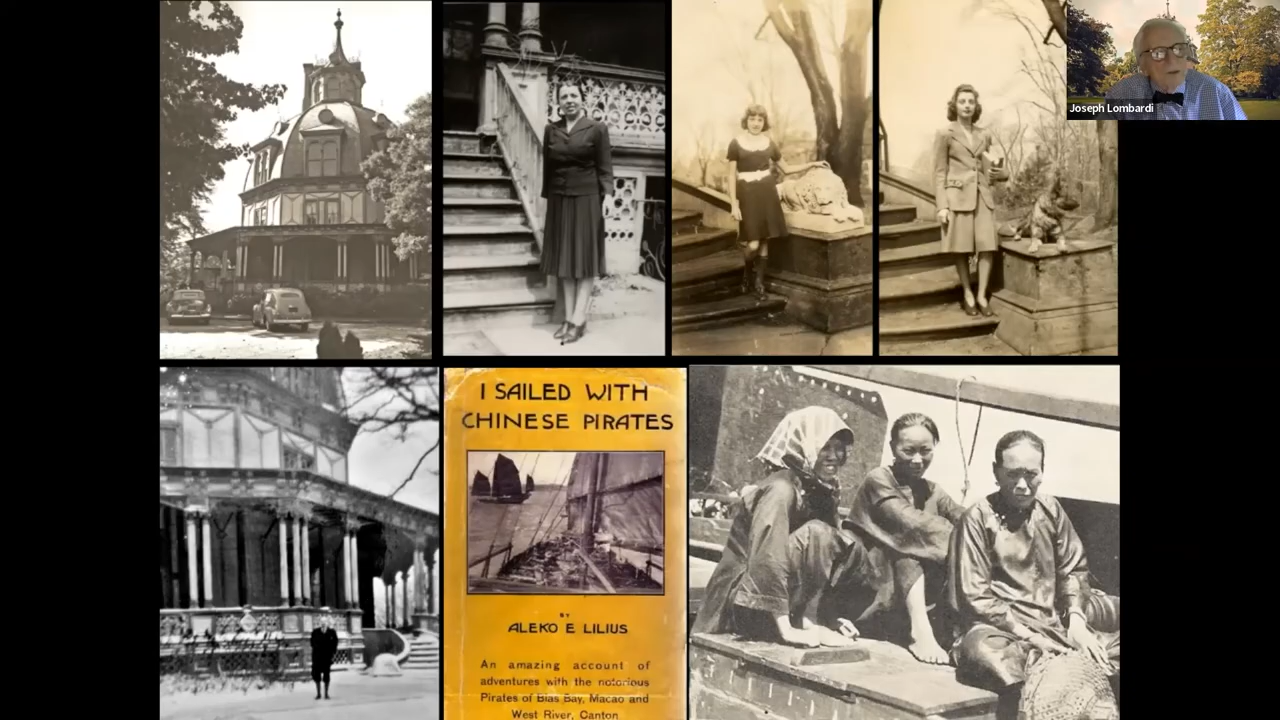 Joseph Lombardi
I SAILED WITH
CHINESE PIRATES
BY
ALEKO E LILIUS
An amazing account of
adventures with the notorious
Pirates of Bias Bay, Macao and
West River, Canton